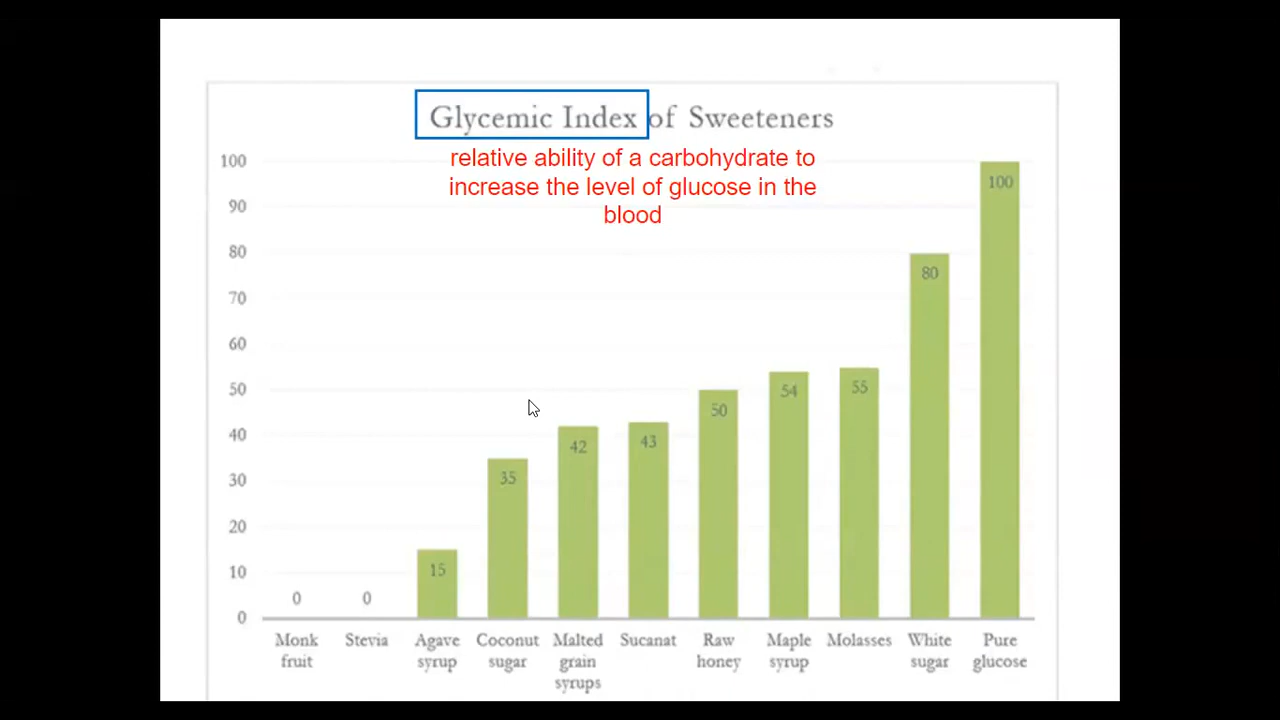 Glycemic Index of Sweeteners
relative ability of a carbohydrate to
increase the level of glucose in the
blood
100
90
80
70
60
50
40
30
20
10
0
0
0
15
35
42
43
50
54
55
80
100
Monk fruit
Stevia
Agave syrup
Coconut sugar
Malted grain syrups
Sucanat
Raw honey
Maple syrup
Molasses
White sugar
Pure glucose